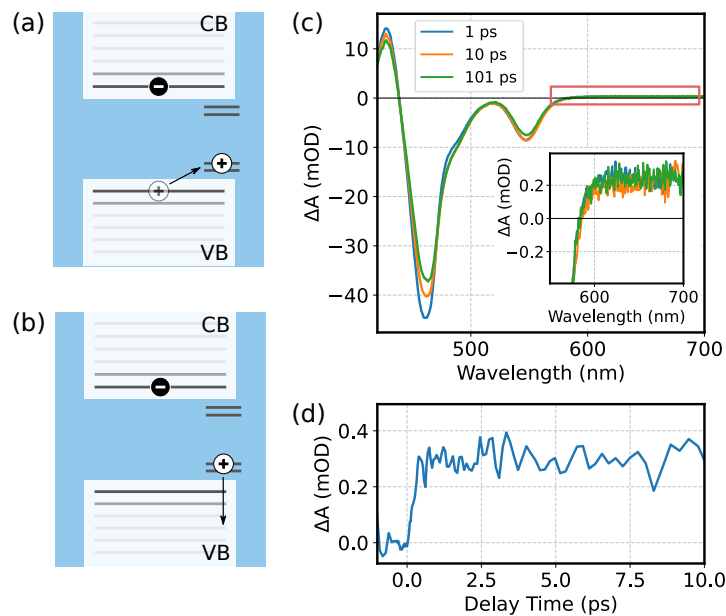 (a)
CB
VB
(b)
CB
VB
(c)
1 ps
10 ps
101 ps
10
0
−10
−20
−30
−40
ΔA (mOD)
500
600
700
Wavelength (nm)
0.2
0.0
−0.2
ΔA (mOD)
600
700
Wavelength (nm)
(d)
0.4
0.2
0.0
ΔA (mOD)
0.0
2.5
5.0
7.5
10.0
Delay Time (ps)